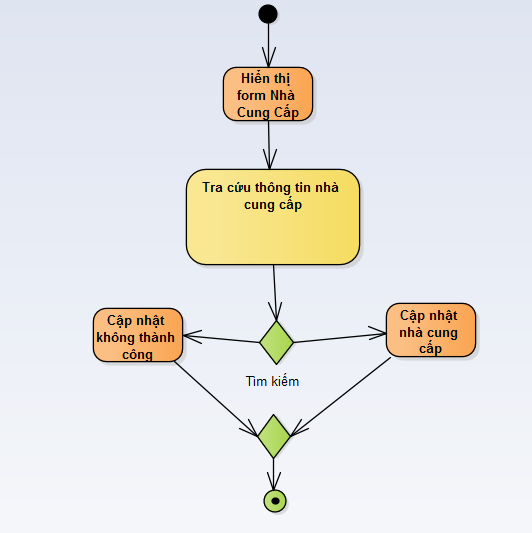 Hiển thị
form Nhà
Cung Cấp
Tra cứu thông tin nhà
cung cấp
Cập nhật
không thành
công
Cập nhật
nhà cung
cấp
Tìm kiếm